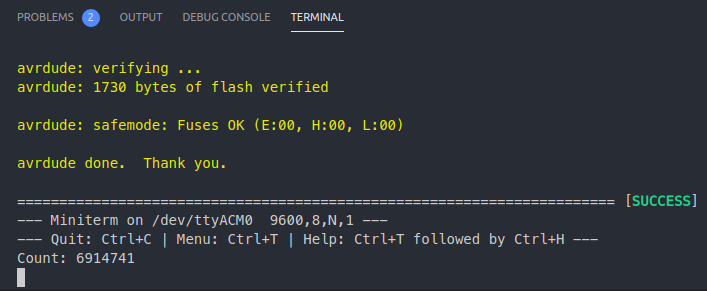 PROBLEMS 2 OUTPUT DEBUG CONSOLE TERMINAL
avrdude: verifying ...
avrdude: 1730 bytes of flash verified
avrdude: safemode: Fuses OK (E:00, H:00, L:00)
avrdude done.  Thank you.
======================================================================= [SUCCESS]
--- Miniterm on /dev/ttyACM0  9600,8,N,1 ---
--- Quit: Ctrl+C | Menu: Ctrl+T | Help: Ctrl+T followed by Ctrl+H ---
Count: 6914741